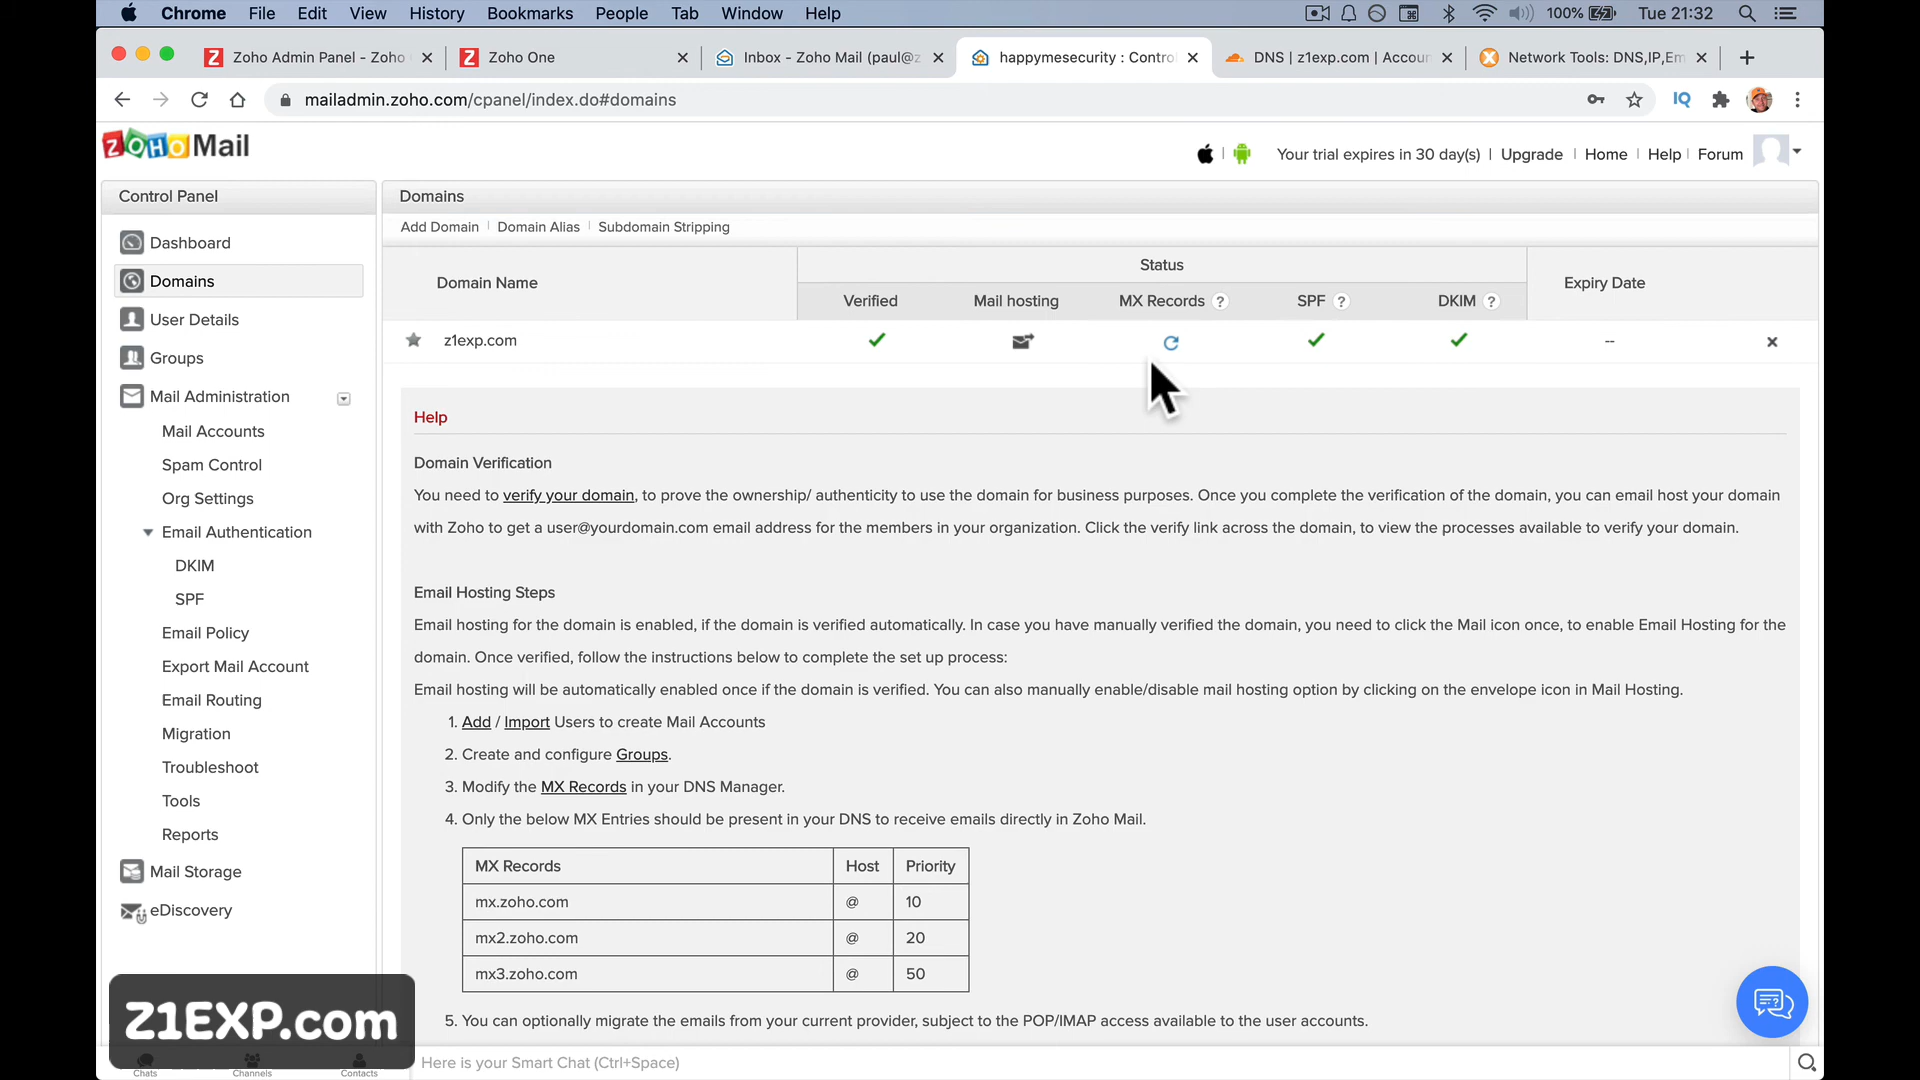 Chrome File Edit View History Bookmarks People Tab Window Help 100% Tue 21:32
Zoho Admin Panel - Zoho Zoho One Inbox - Zoho Mail (paul@z happymesecurity : Contro DNS | z1exp.com | Accoun Network Tools: DNS,IP,Em
mailadmin.zoho.com/cpanel/index.do#domains IQ
ZOHO Mail
Your trial expires in 30 day(s) | Upgrade | Home | Help | Forum
Control Panel
Dashboard
Domains
User Details
Groups
Mail Administration
Mail Accounts
Spam Control
Org Settings
Email Authentication
DKIM
SPF
Email Policy
Export Mail Account
Email Routing
Migration
Troubleshoot
Tools
Reports
Mail Storage
eDiscovery
Domains
Add Domain | Domain Alias | Subdomain Stripping
Domain Name Status Expiry Date
Verified Mail hosting MX Records ? SPF ? DKIM ?
z1exp.com --
Help
Domain Verification
You need to verify your domain, to prove the ownership/ authenticity to use the domain for business purposes. Once you complete the verification of the domain, you can email host your domain
with Zoho to get a user@yourdomain.com email address for the members in your organization. Click the verify link across the domain, to view the processes available to verify your domain.
Email Hosting Steps
Email hosting for the domain is enabled, if the domain is verified automatically. In case you have manually verified the domain, you need to click the Mail icon once, to enable Email Hosting for the
domain. Once verified, follow the instructions below to complete the set up process:
Email hosting will be automatically enabled once if the domain is verified. You can also manually enable/disable mail hosting option by clicking on the envelope icon in Mail Hosting.
1. Add / Import Users to create Mail Accounts
2. Create and configure Groups.
3. Modify the MX Records in your DNS Manager.
4. Only the below MX Entries should be present in your DNS to receive emails directly in Zoho Mail.
MX Records Host Priority
mx.zoho.com @ 10
mx2.zoho.com @ 20
mx3.zoho.com @ 50
5. You can optionally migrate the emails from your current provider, subject to the POP/IMAP access available to the user accounts.
Z1EXP.com
Chats Channels Contacts
Here is your Smart Chat (Ctrl+Space)